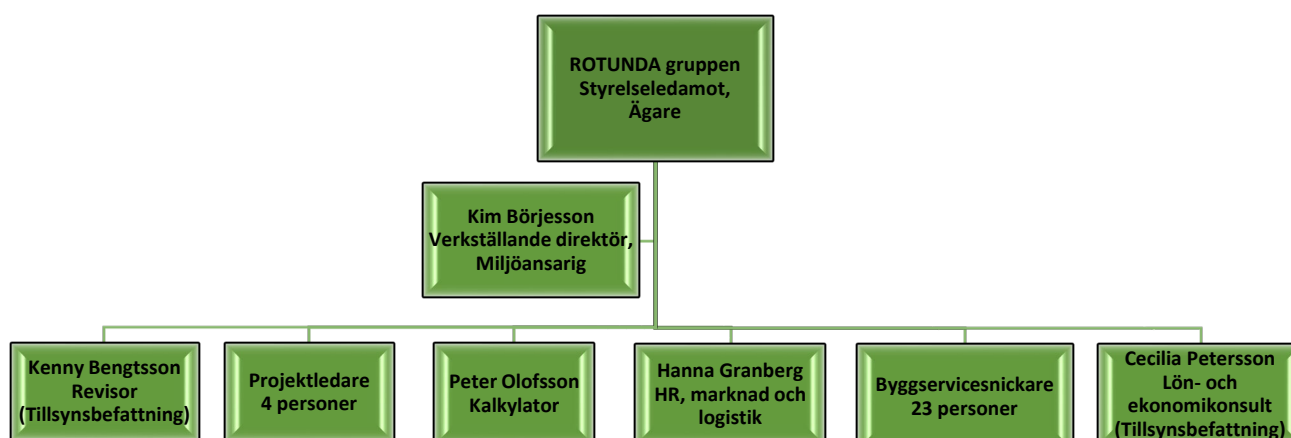 ROTUNDA gruppen
Styrelseledamot,
Ägare
Kim Börjesson
Verkställande direktör,
Miljöansarig
Kenny Bengtsson
Revisor
(Tillsynsbefattning)
Projektledare
4 personer
Peter Olofsson
Kalkylator
Hanna Granberg
HR, marknad och
logistik
Byggservicesnickare
23 personer
Cecilia Petersson
Lön- och
ekonomikonsult
(Tillsynsbefattning)